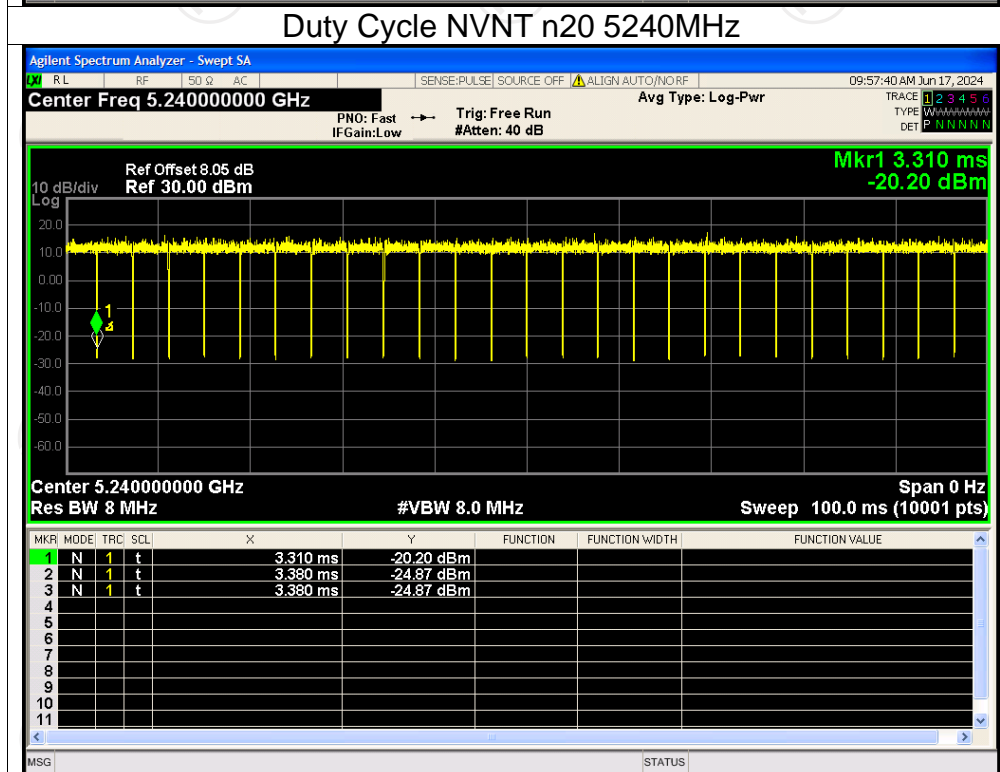 Duty Cycle NVNT n20 5240MHz
Agilent Spectrum Analyzer - Swept SA
LXI RL RF 50 Ω AC SENSE:PULSE SOURCE OFF ALIGN AUTO/NO RF 09:57:40 AM Jun 17, 2024
Center Freq 5.240000000 GHz Avg Type: Log-Pwr TRACE 1 2 3 4 5 6
PNO: Fast Trig: Free Run TYPE
IFGain:Low #Atten: 40 dB DET P N N N N N
Mkr1 3.310 ms
Ref Offset 8.05 dB
10 dB/div Ref 30.00 dBm -20.20 dBm
Log
20.0
10.0
0.00
-10.0
1
-20.0
-30.0
-40.0
-50.0
-60.0
Center 5.240000000 GHz Span 0 Hz
Res BW 8 MHz #VBW 8.0 MHz Sweep 100.0 ms (10001 pts)
MKR MODE TRC SCL X Y FUNCTION FUNCTION WIDTH FUNCTION VALUE
1 N 1 t 3.310 ms -20.20 dBm
2 N 1 t 3.380 ms -24.87 dBm
3 N 1 t 3.380 ms -24.87 dBm
4
5
6
7
8
9
10
11
MSG STATUS